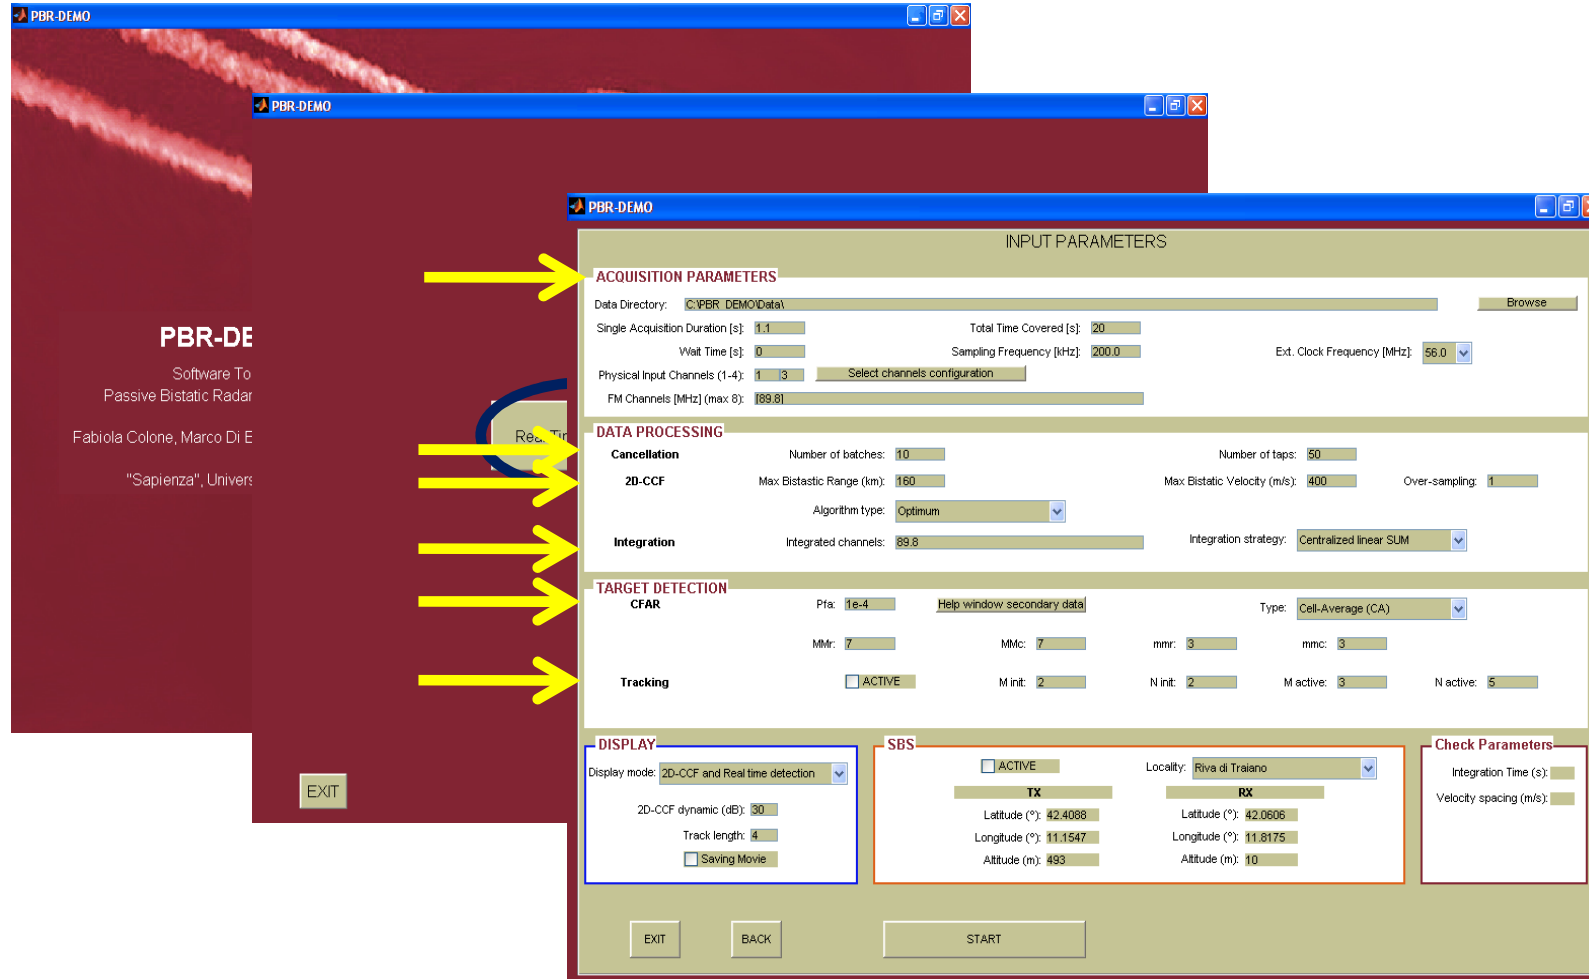 PBR-DEMO
PBR-DE
Software To
Passive Bistatic Radar
Fabiola Colone, Marco Di B
"Sapienza", Univers
PBR-DEMO
EXIT
PBR-DEMO
INPUT PARAMETERS
ACQUISITION PARAMETERS
Data Directory: C:\PBR_DEMO\Data\ Browse
Single Acquisition Duration [s]: 1.1 Total Time Covered [s]: 20
Wait Time [s]: 0 Sampling Frequency [kHz]: 200.0 Ext. Clock Frequency [MHz]: 56.0
Physical Input Channels (1-4): 1 3 Select channels configuration
FM Channels [MHz] (max 8): [89.8]
DATA PROCESSING
Cancellation Number of batches: 10 Number of taps: 50
2D-CCF Max Bistastic Range (km): 160 Max Bistatic Velocity (m/s): 400 Over-sampling: 1
Algorithm type: Optimum
Integration Integrated channels: 89.8 Integration strategy: Centralized linear SUM
TARGET DETECTION
CFAR Pfa: 1e-4 Help window secondary data Type: Cell-Average (CA)
MMr: 7 MMc: 7 mmr: 3 mmc: 3
Tracking ACTIVE M init: 2 N init: 2 M active: 3 N active: 5
DISPLAY
Display mode: 2D-CCF and Real time detection
2D-CCF dynamic (dB): 30
Track length: 4
Saving Movie
SBS
ACTIVE Locality: Riva di Traiano
TX RX
Latitude (º): 42.4088 Latitude (º): 42.0606
Longitude (º): 11.1547 Longitude (º): 11.8175
Altitude (m): 493 Altitude (m): 10
Check Parameters
Integration Time (s):
Velocity spacing (m/s):
EXIT BACK START